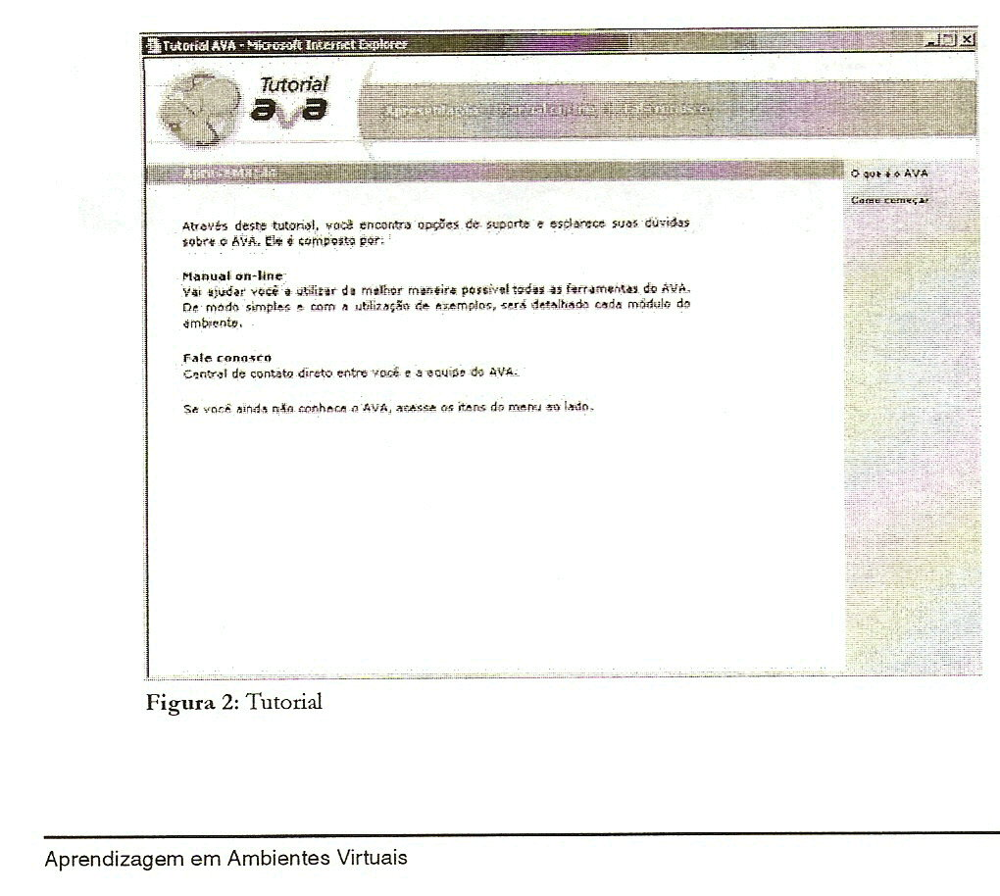 Tutorial AVA - Microsoft Internet Explorer
Tutorial
ava
Apresentação Manual on-line Fale conosco
Apresentação
O que é o AVA
Como começar
Através deste tutorial, você encontra opções de suporte e esclarece suas dúvidas
sobre o AVA. Ele é composto por:
Manual on-line
Vai ajudar você a utilizar da melhor maneira possível todas as ferramentas do AVA.
De modo simples e com a utilização de exemplos, será detalhado cada módulo do
ambiente.
Fale conosco
Central de contato direto entre você e a equipe do AVA.
Se você ainda não conhece o AVA, acesse os itens do menu ao lado.
Figura 2: Tutorial
Aprendizagem em Ambientes Virtuais